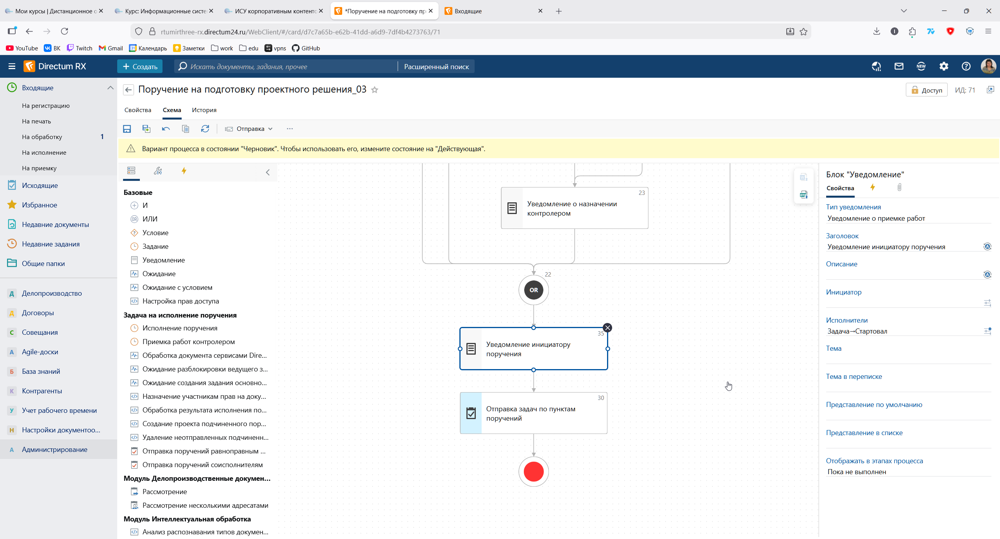 Мои курсы | Дистанционное о
Курс: Информационные систе
ИСУ корпоративным контенто
*Поручение на подготовку пр
Входящие
rtumirthree-rx.directum24.ru/WebClient/#/card/d7c7a65b-e62b-41dd-a6d9-7df4b4273763/71
YouTube
ВК
Twitch
Gmail
Календарь
Заметки
work
edu
vpns
GitHub
Directum RX
Создать
Искать документы, задания, прочее
Расширенный поиск
NEW
Входящие
На регистрацию
На печать
На обработку 1
На исполнение
На приемку
Исходящие
Избранное
Недавние документы
Недавние задания
Общие папки
Д Делопроизводство
Д Договоры
С Совещания
A Agile-доски
Б База знаний
К Контрагенты
У Учет рабочего времени
Н Настройки документоо...
А Администрирование
Поручение на подготовку проектного решения_03
Доступ
ИД: 71
Свойства
Схема
История
Отправка
Вариант процесса в состоянии "Черновик". Чтобы использовать его, измените состояние на "Действующая".
Базовые
И
OR ИЛИ
Условие
Задание
Уведомление
Ожидание
Ожидание с условием
Настройка прав доступа
Задача на исполнение поручения
Исполнение поручения
Приемка работ контролером
Обработка документа сервисами Dire...
Ожидание разблокировки ведущего з...
Ожидание создания задания основно...
Назначение участникам прав на доку...
Обработка результата исполнения по...
Создание проекта подчиненного пор...
Удаление неотправленных подчиненн...
Отправка поручений равноправным ...
Отправка поручений соисполнителям
Модуль Делопроизводственные докумен...
Рассмотрение
Рассмотрение несколькими адресатами
Модуль Интеллектуальная обработка
Анализ распознавания типов докумен...
23
Уведомление о назначении
контролером
22
OR
35
Уведомление инициатору
поручения
30
Отправка задач по пунктам
поручений
Блок "Уведомление"
Свойства
Тип уведомления
Уведомление о приемке работ
Заголовок
Уведомление инициатору поручения
Описание
Инициатор
Исполнители
Задача→Стартовал
Тема
Тема в переписке
Представление по умолчанию
Представление в списке
Отображать в этапах процесса
Пока не выполнен